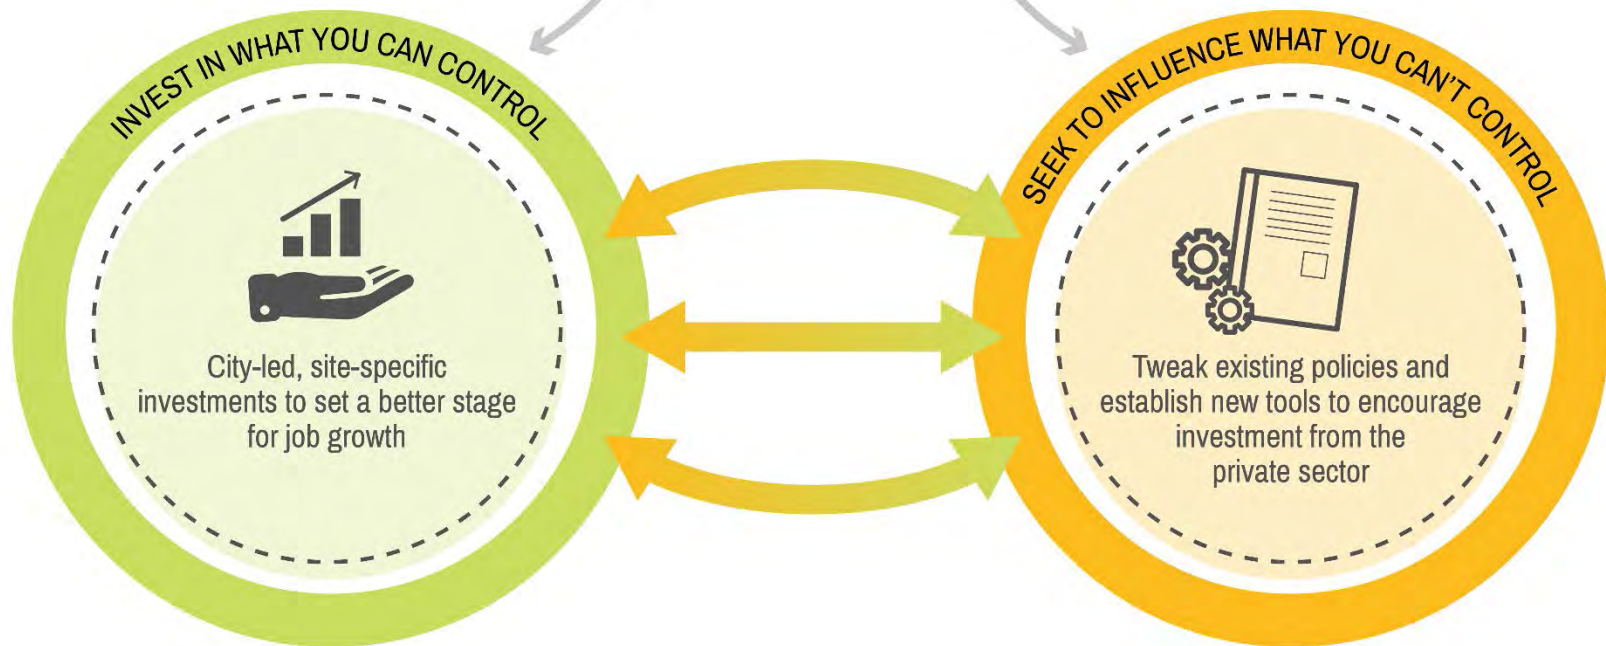 INVEST IN WHAT YOU CAN CONTROL
City-led, site-specific
investments to set a better stage
for job growth
SEEK TO INFLUENCE WHAT YOU CAN'T CONTROL
Tweak existing policies and
establish new tools to encourage
investment from the
private sector